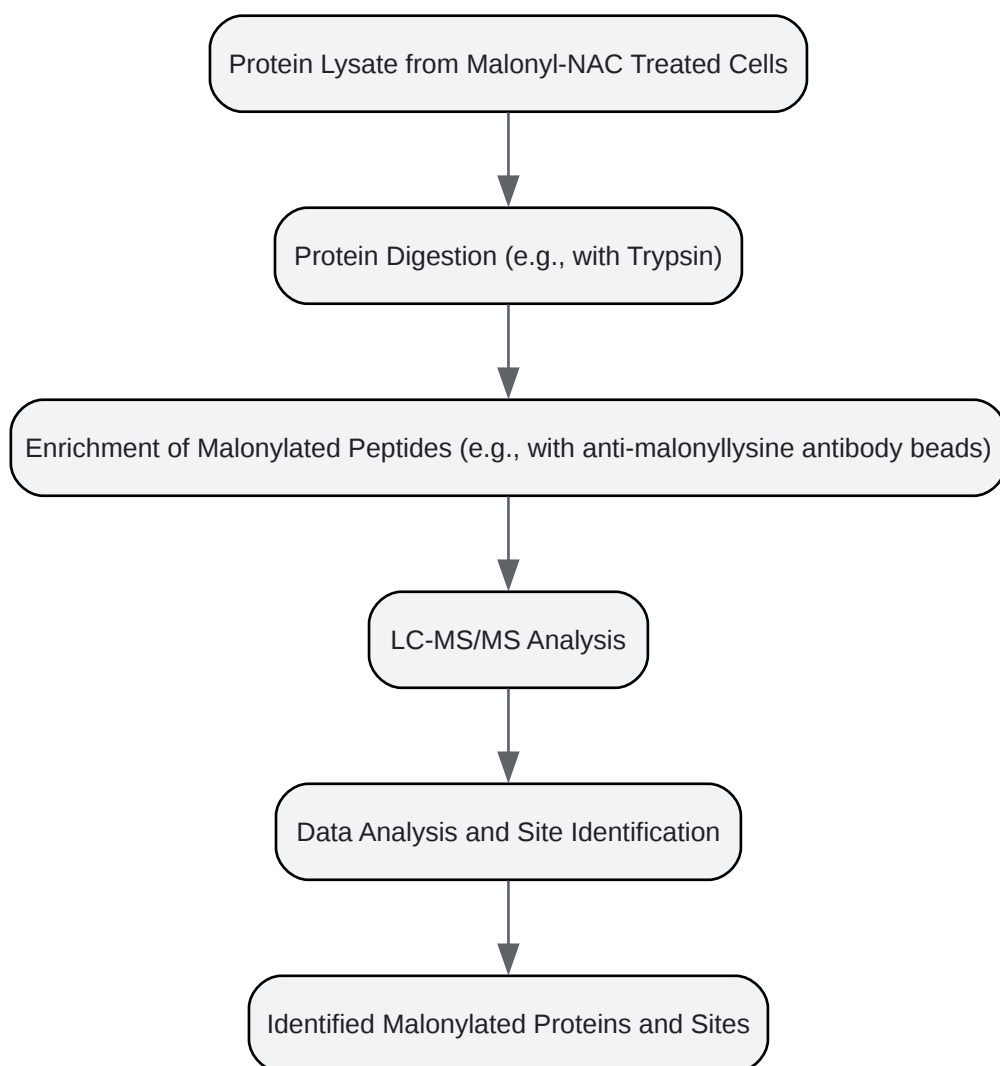 Protein Lysate from Malonyl-NAC Treated Cells
Protein Digestion (e.g., with Trypsin)
Enrichment of Malonylated Peptides (e.g., with anti-malonyllysine antibody beads)
LC-MS/MS Analysis
Data Analysis and Site Identification
Identified Malonylated Proteins and Sites